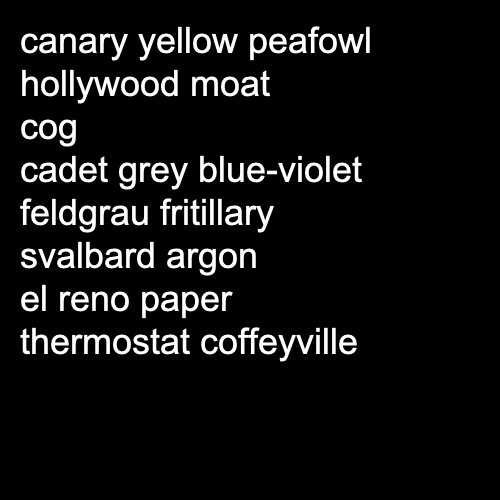 canary yellow peafowl
hollywood moat
cog
cadet grey blue-violet
feldgrau fritillary
svalbard argon
el reno paper
thermostat coffeyville